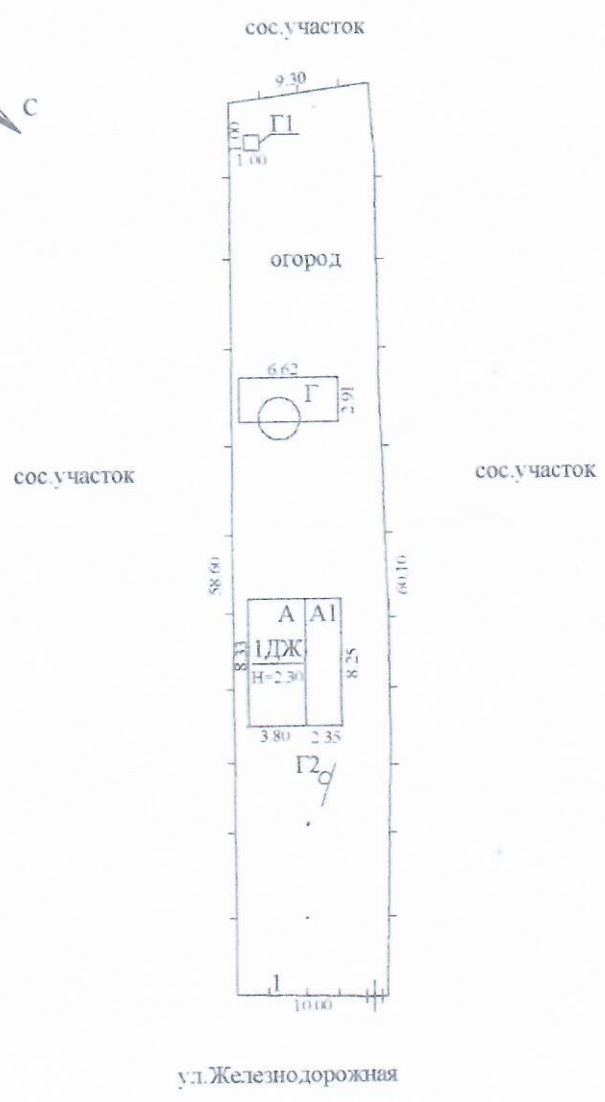 сос.участок
9.30
С
1.00
Г1
1.00
огород
6.62
Г
2.91
сос.участок
сос.участок
58.60
60.10
А А1
8.33
1ДЖ
8.25
Н=2.30
3.80 2.35
Г2
1
10.00
ул.Железнодорожная